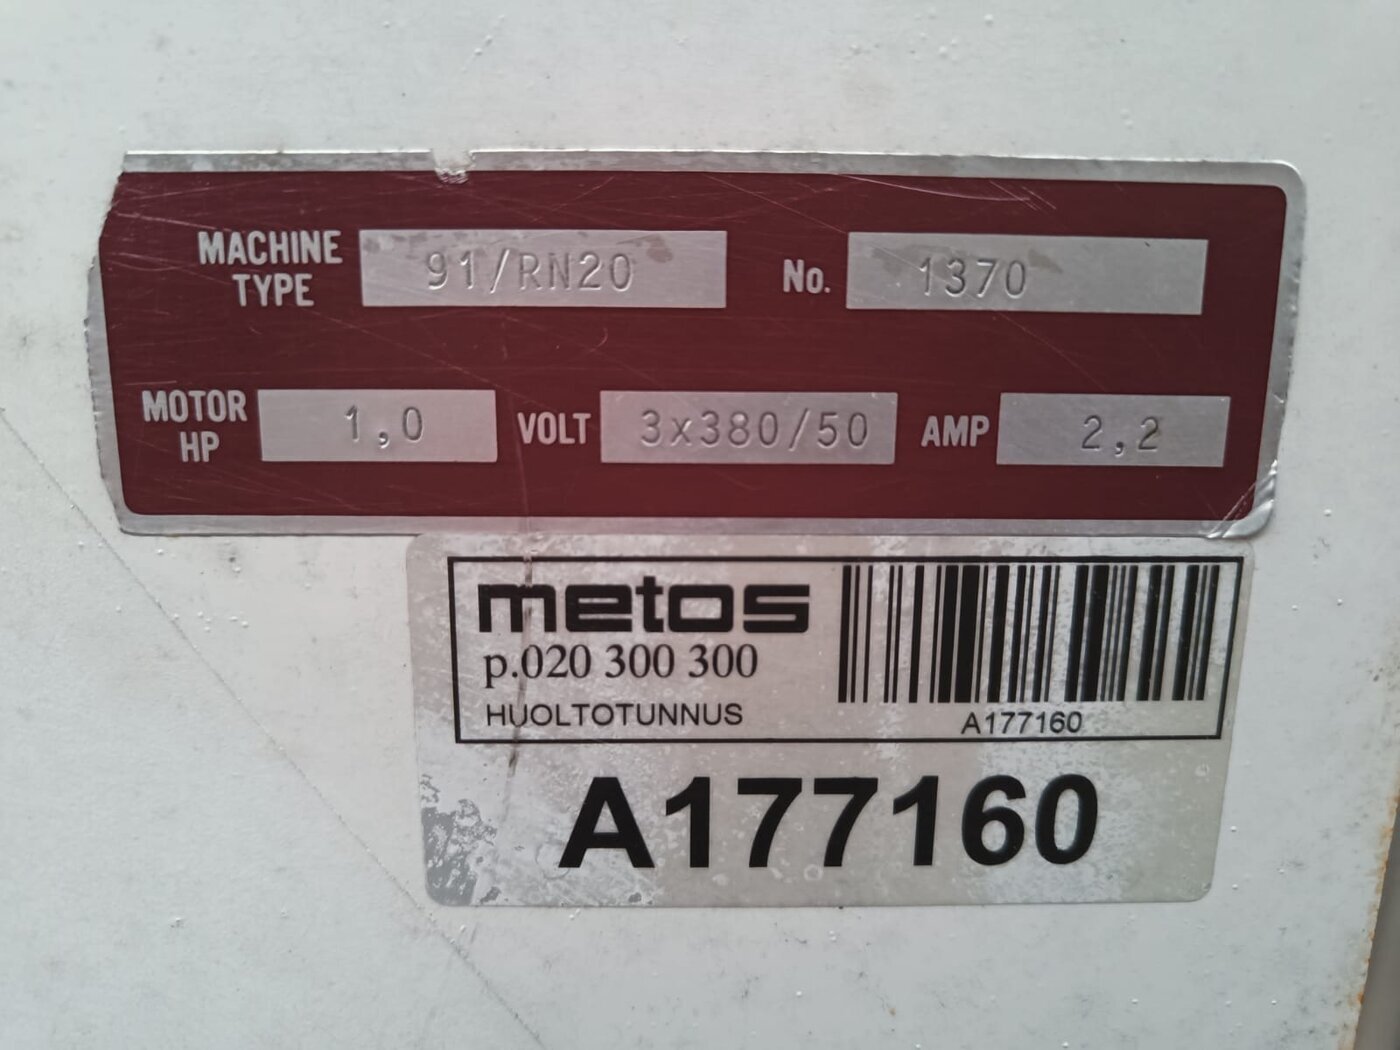 MACHINE TYPE 91/RN20 No. 1370
MOTOR HP 1,0 VOLT 3x380/50 AMP 2,2
metos
p.020 300 300
HUOLTOTUNNUS
A177160
A177160